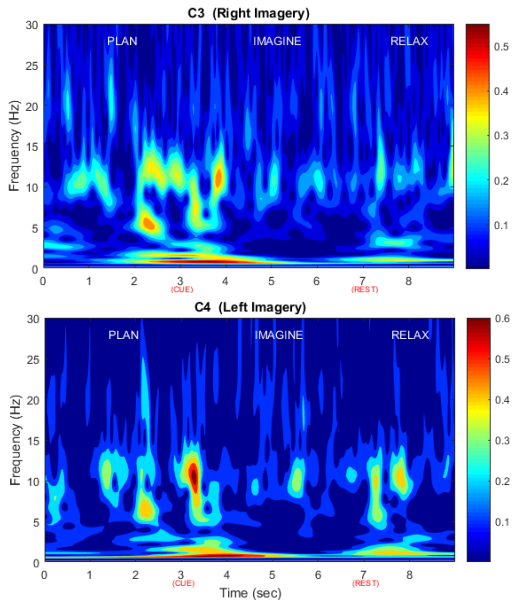 C3 (Right Imagery)
PLAN IMAGINE RELAX
30
25
20
15
10
5
0
Frequency (Hz)
0 1 2 3 4 5 6 7 8
(CUE) (REST)
0.5
0.4
0.3
0.2
0.1
C4 (Left Imagery)
PLAN IMAGINE RELAX
30
25
20
15
10
5
0
Frequency (Hz)
0 1 2 3 4 5 6 7 8
(CUE) (REST)
Time (sec)
0.6
0.5
0.4
0.3
0.2
0.1